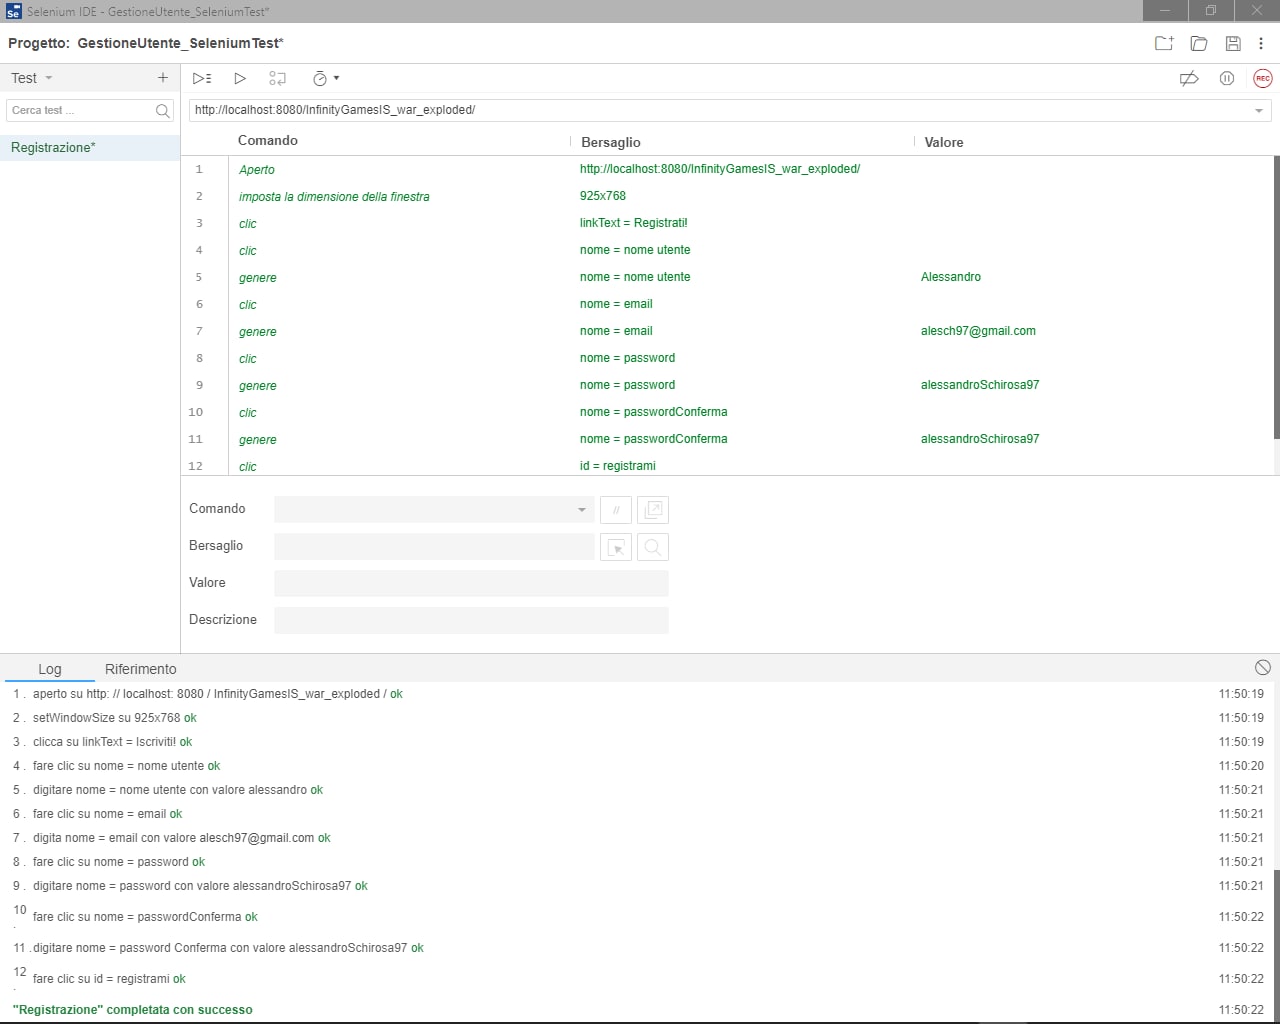 Selenium IDE - GestioneUtente_SeleniumTest*
Progetto: GestioneUtente_SeleniumTest*
Test
REC
Cerca test ...
http://localhost:8080/InfinityGamesIS_war_exploded/
Registrazione*
Comando Bersaglio Valore
1 Aperto http://localhost:8080/InfinityGamesIS_war_exploded/
2 imposta la dimensione della finestra 925x768
3 clic linkText = Registrati!
4 clic nome = nome utente
5 genere nome = nome utente Alessandro
6 clic nome = email
7 genere nome = email alesch97@gmail.com
8 clic nome = password
9 genere nome = password alessandroSchirosa97
10 clic nome = passwordConferma
11 genere nome = passwordConferma alessandroSchirosa97
12 clic id = registrami
Comando //
Bersaglio
Valore
Descrizione
Log Riferimento
1 . aperto su http: // localhost: 8080 / InfinityGamesIS_war_exploded / ok 11:50:19
2 . setWindowSize su 925x768 ok 11:50:19
3 . clicca su linkText = Iscriviti! ok 11:50:19
4 . fare clic su nome = nome utente ok 11:50:20
5 . digitare nome = nome utente con valore alessandro ok 11:50:21
6 . fare clic su nome = email ok 11:50:21
7 . digita nome = email con valore alesch97@gmail.com ok 11:50:21
8 . fare clic su nome = password ok 11:50:21
9 . digitare nome = password con valore alessandroSchirosa97 ok 11:50:21
10 . fare clic su nome = passwordConferma ok 11:50:22
11 . digitare nome = password Conferma con valore alessandroSchirosa97 ok 11:50:22
12 . fare clic su id = registrami ok 11:50:22
"Registrazione" completata con successo 11:50:22